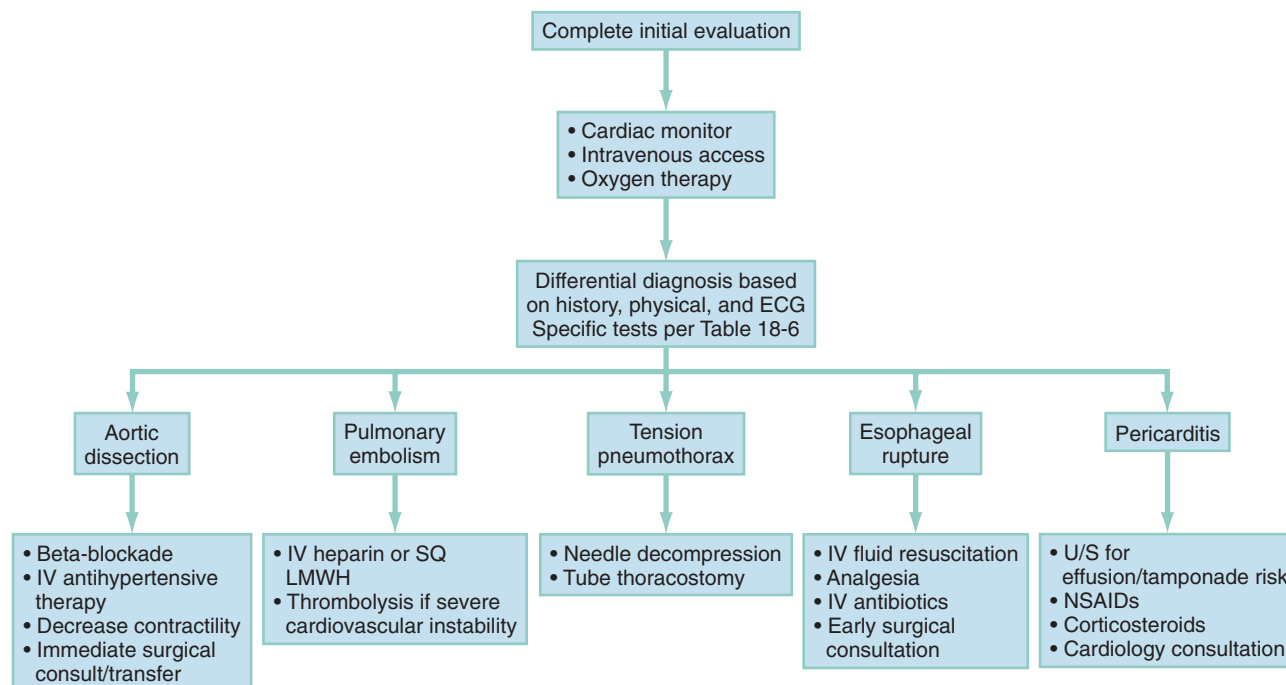 Complete initial evaluation
• Cardiac monitor
• Intravenous access
• Oxygen therapy
Differential diagnosis based
on history, physical, and ECG
Specific tests per Table 18-6
Aortic
dissection
Pulmonary
embolism
Tension
pneumothorax
Esophageal
rupture
Pericarditis
• Beta-blockade
• IV antihypertensive
therapy
• Decrease contractility
• Immediate surgical
consult/transfer
• IV heparin or SQ
LMWH
• Thrombolysis if severe
cardiovascular instability
• Needle decompression
• Tube thoracostomy
• IV fluid resuscitation
• Analgesia
• IV antibiotics
• Early surgical
consultation
• U/S for
effusion/tamponade risk
• NSAIDs
• Corticosteroids
• Cardiology consultation